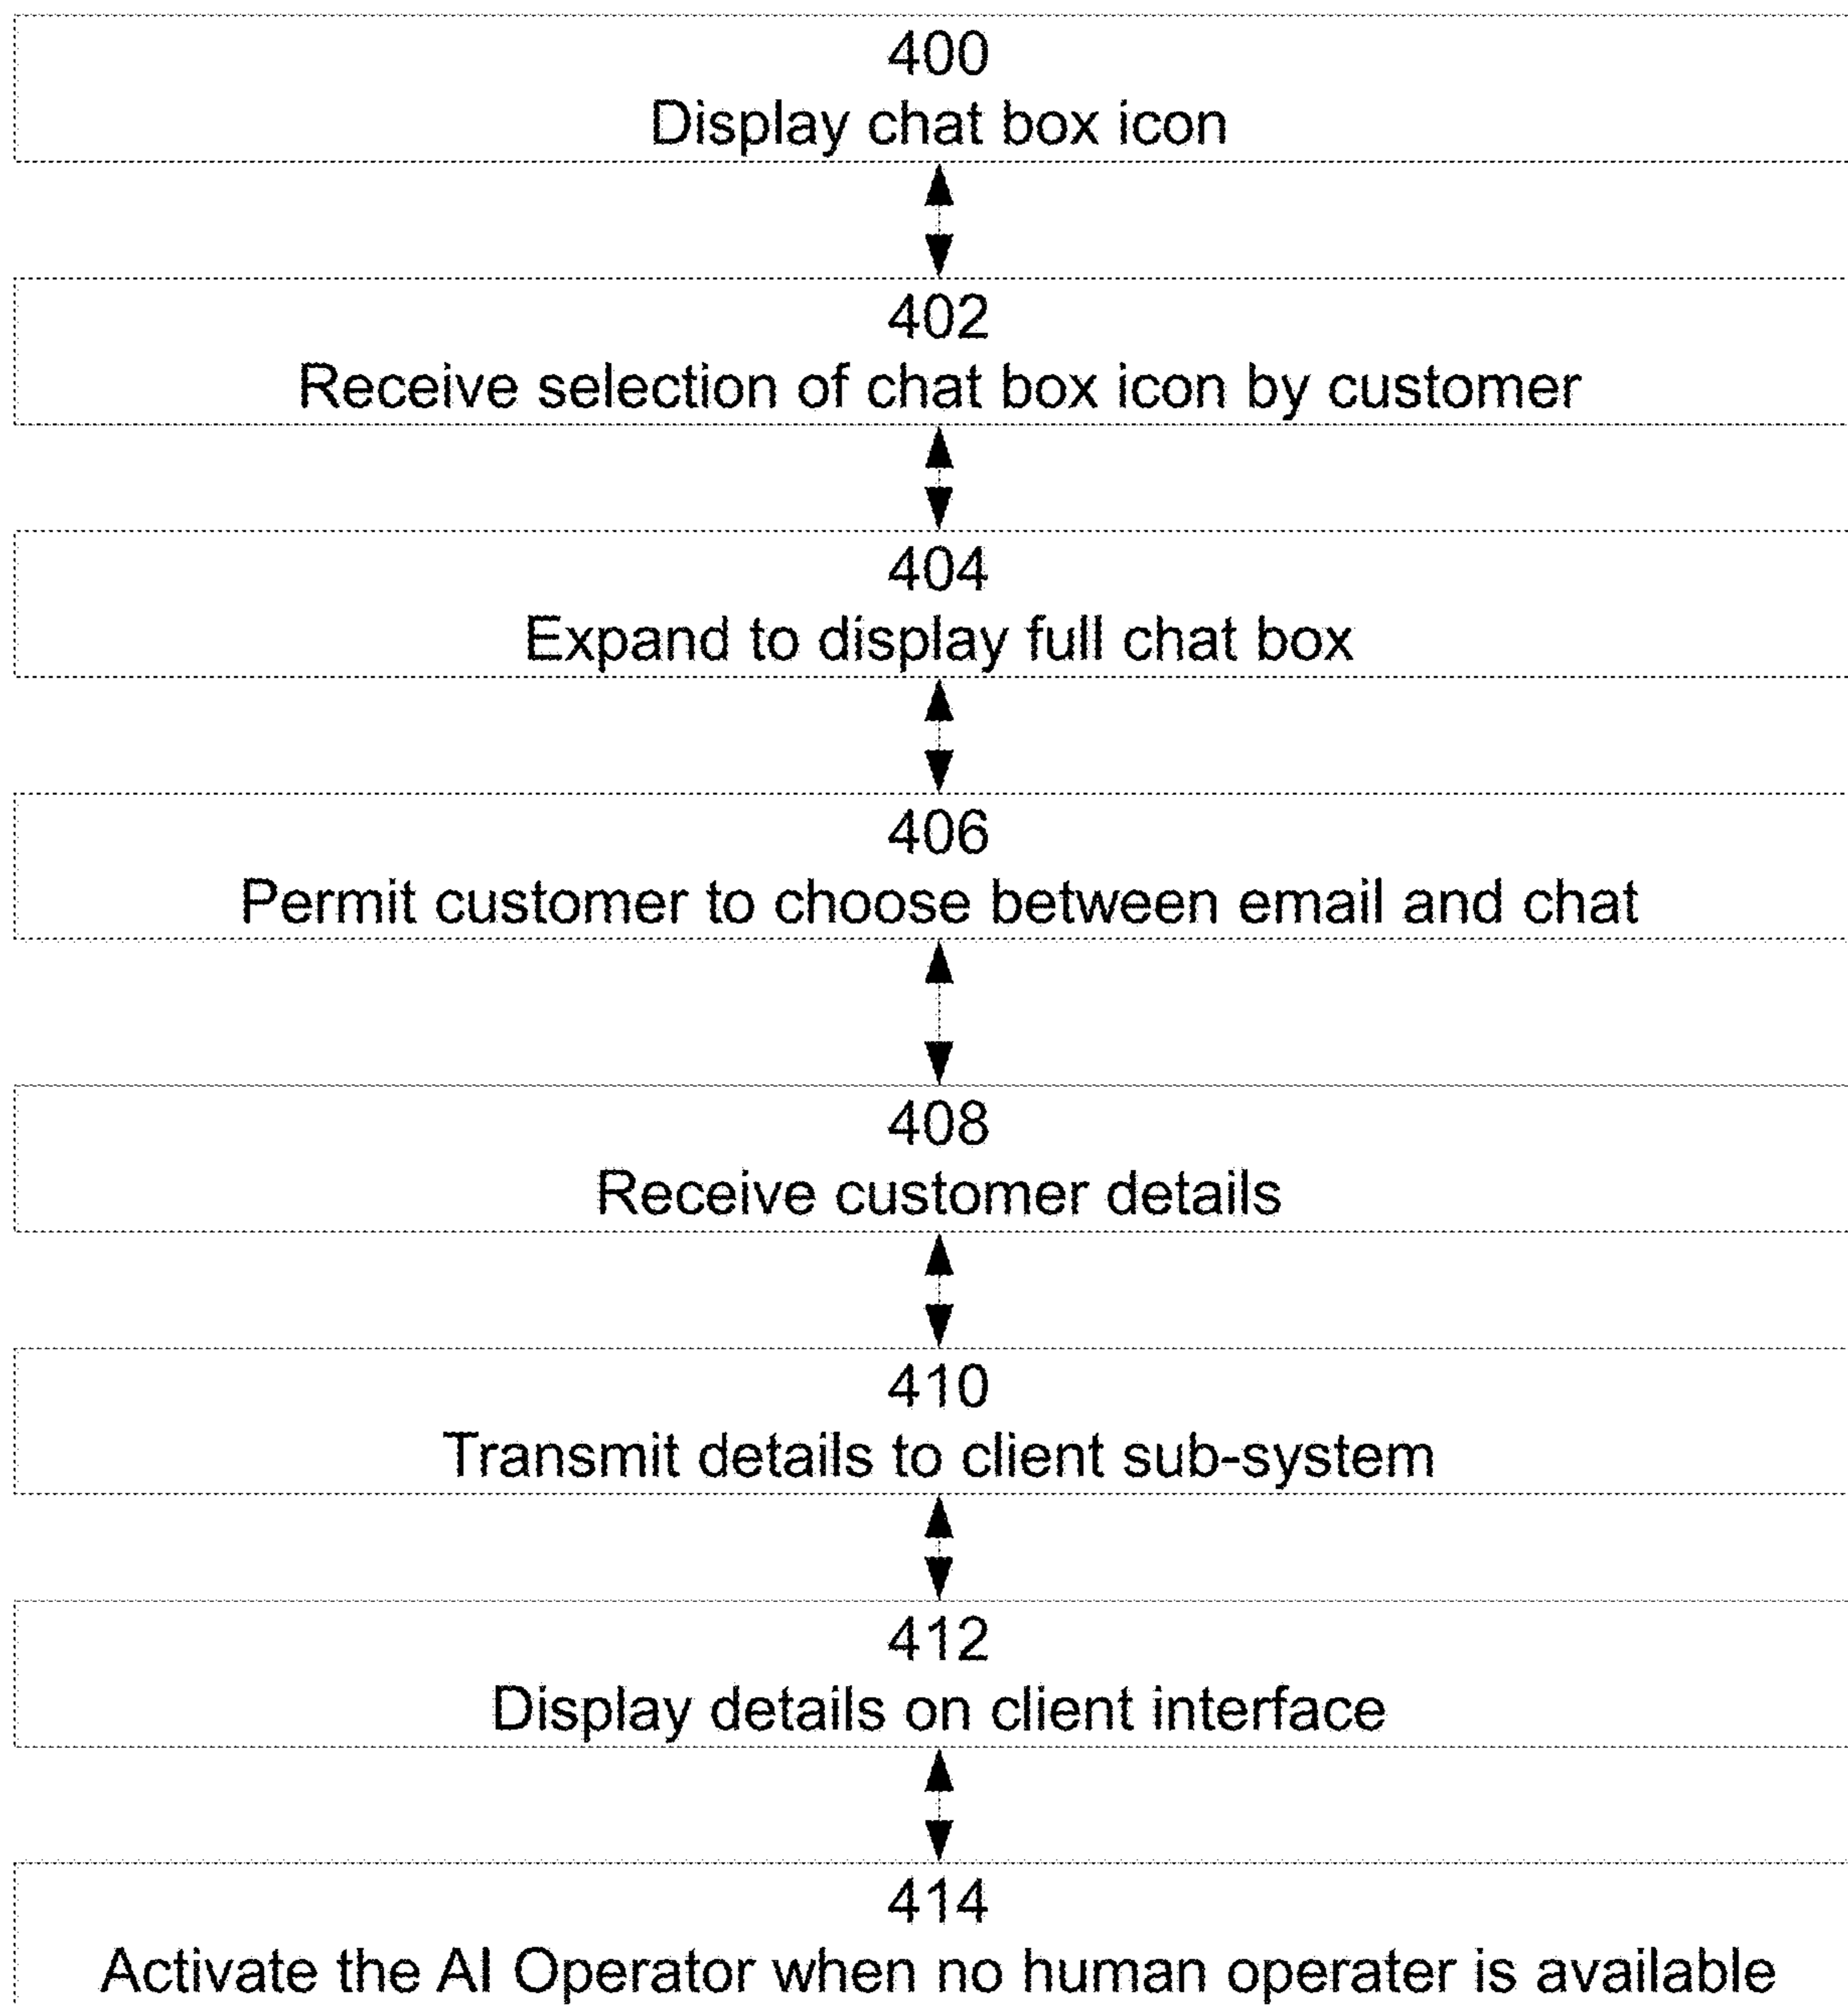 400
Display chat box icon
402
Receive selection of chat box icon by customer
404
Expand to display full chat box
406
Permit customer to choose between email and chat
408
Receive customer details
410
Transmit details to client sub-system
412
Display details on client interface
414
Activate the AI Operator when no human operater is available